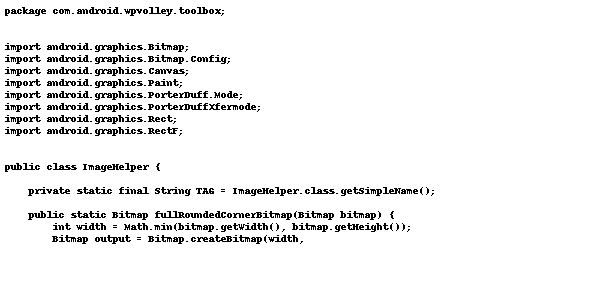 package com.android.wpvolley.toolbox;
import android.graphics.Bitmap;
import android.graphics.Bitmap.Config;
import android.graphics.Canvas;
import android.graphics.Paint;
import android.graphics.PorterDuff.Mode;
import android.graphics.PorterDuffXfermode;
import android.graphics.Rect;
import android.graphics.RectF;
public class ImageHelper {
private static final String TAG = ImageHelper.class.getSimpleName();
public static Bitmap fullRoundedCornerBitmap(Bitmap bitmap) {
int width = Math.min(bitmap.getWidth(), bitmap.getHeight());
Bitmap output = Bitmap.createBitmap(width,